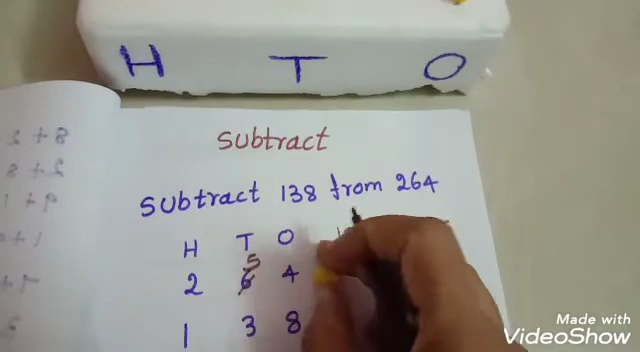 H T O
subtract
subtract 138 from 264
H T O
5
2 6 4
1 3 8
Made with
VideoShow